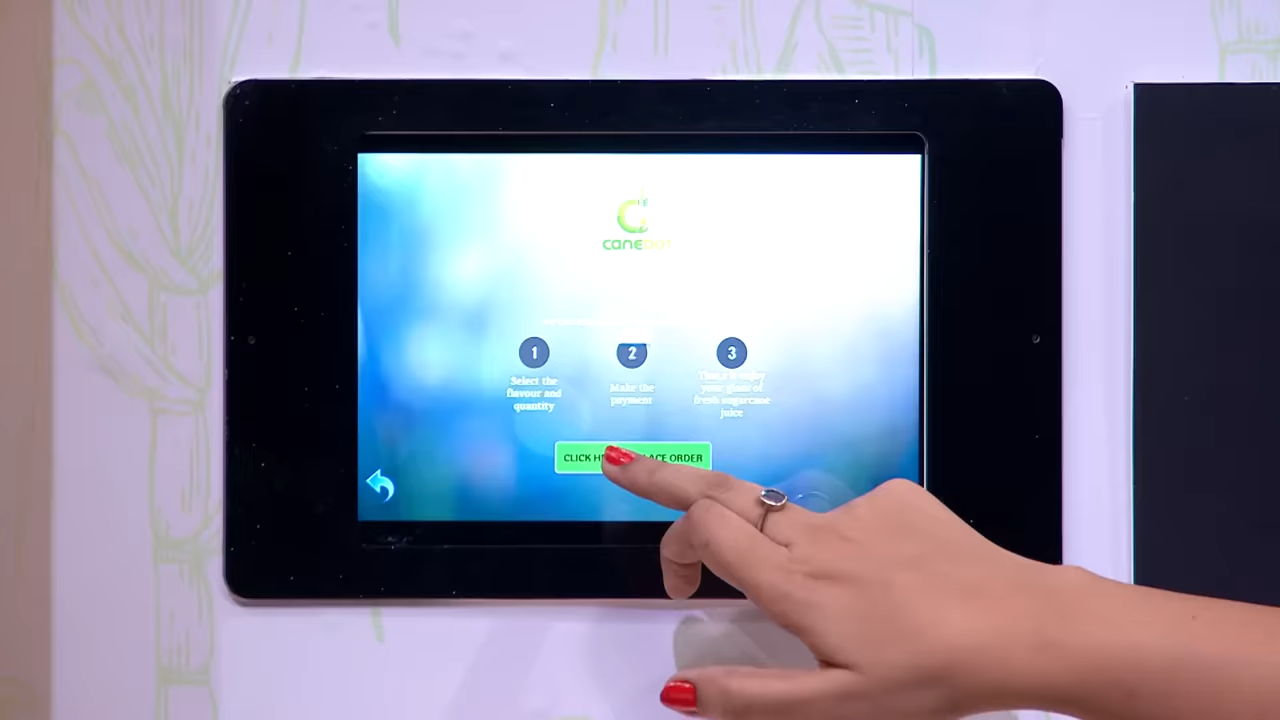 canebot
1
2
3
Select the
flavour and
quantity
Make the
payment
your glass of
fresh sugarcane
juice
CLICK ACE ORDER